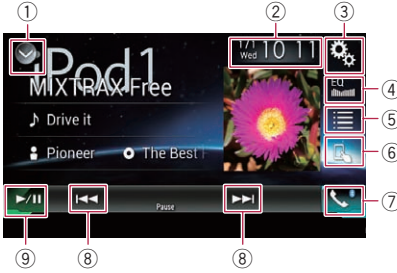 ① ② ③
iPod1
1/1 Wed 10 11
MIXTRAX Free
EQ
④
Drive it
⑤
Pioneer The Best
⑥
Pause
⑦
⑨ ⑧ ⑧